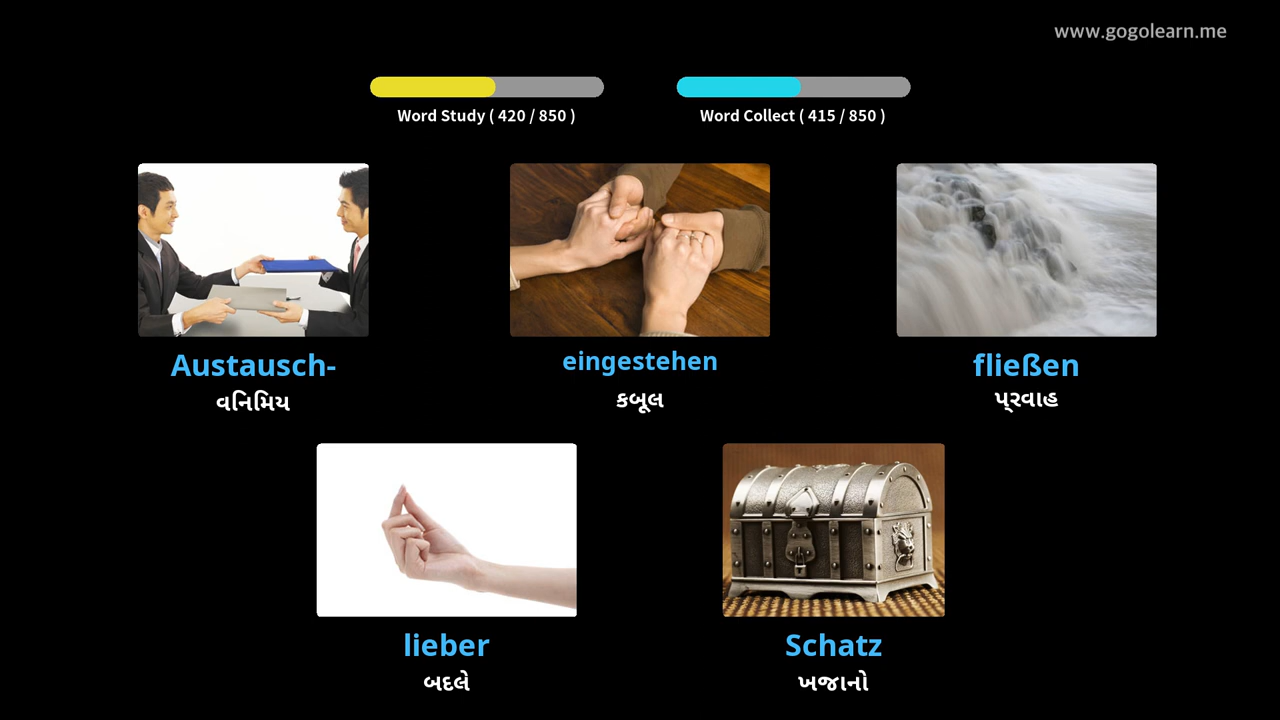 www.gogolearn.me
Word Study ( 420 / 850 )
Word Collect ( 415 / 850 )
Austausch-
eingestehen
fließen
વનિમિય
કબૂલ
પ્રવાહ
lieber
Schatz
બદલે
ખજાનો